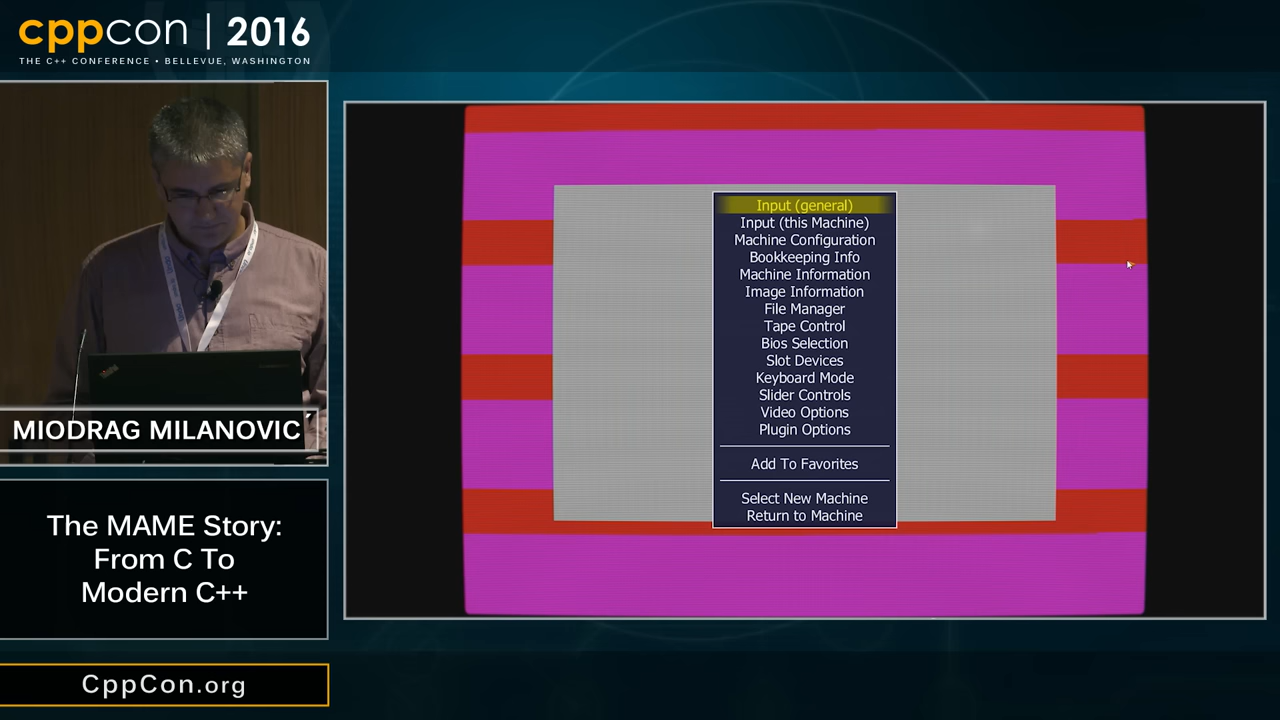 cppcon | 2016
THE C++ CONFERENCE • BELLEVUE, WASHINGTON
MIODRAG MILANOVIC
The MAME Story:
From C To
Modern C++
CppCon.org
Input (general)
Input (this Machine)
Machine Configuration
Bookkeeping Info
Machine Information
Image Information
File Manager
Tape Control
Bios Selection
Slot Devices
Keyboard Mode
Slider Controls
Video Options
Plugin Options
Add To Favorites
Select New Machine
Return to Machine